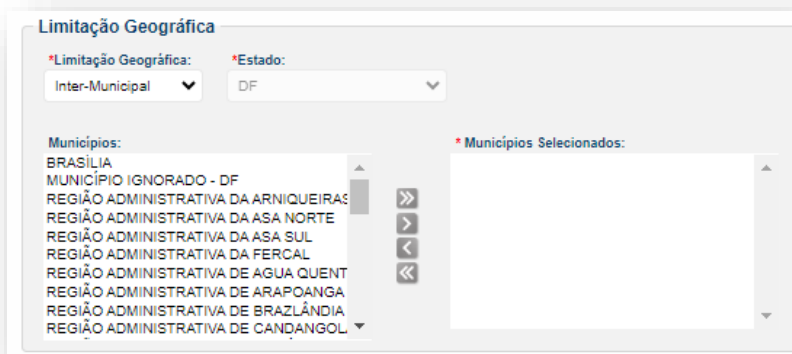 Limitação Geográfica
*Limitação Geográfica: *Estado:
Inter-Municipal DF
Municípios: * Municípios Selecionados:
BRASÍLIA
MUNICÍPIO IGNORADO - DF
REGIÃO ADMINISTRATIVA DA ARNIQUEIRAS
REGIÃO ADMINISTRATIVA DA ASA NORTE
REGIÃO ADMINISTRATIVA DA ASA SUL
REGIÃO ADMINISTRATIVA DA FERCAL
REGIÃO ADMINISTRATIVA DE AGUA QUENT
REGIÃO ADMINISTRATIVA DE ARAPOANGA
REGIÃO ADMINISTRATIVA DE BRAZLÂNDIA
REGIÃO ADMINISTRATIVA DE CANDANGOL